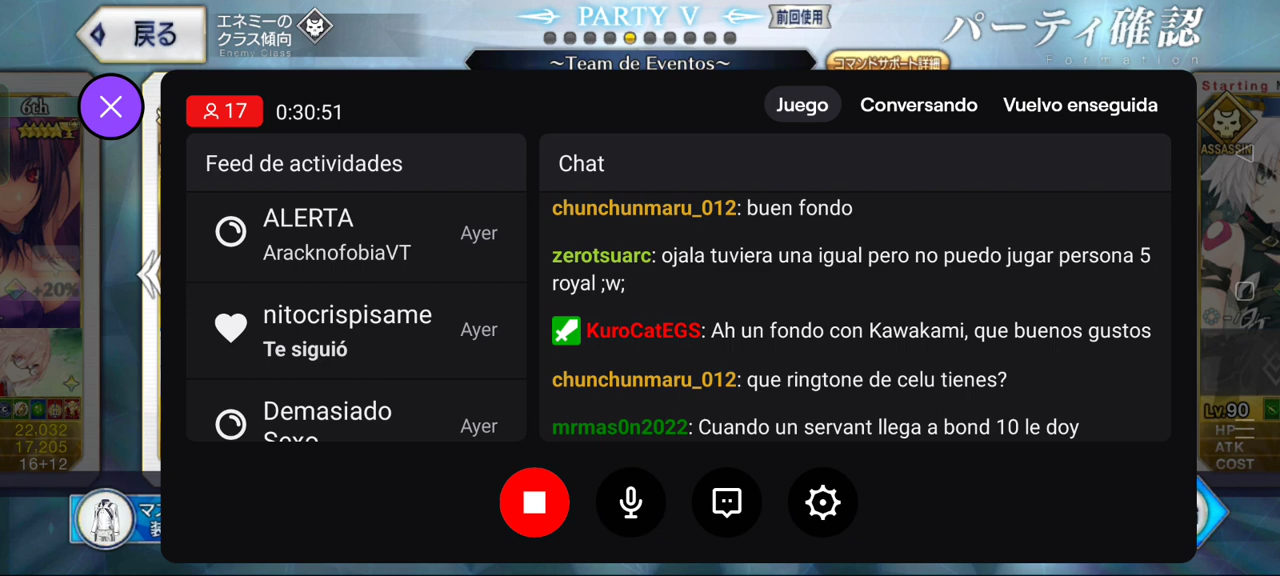 戻る
エネミーの
クラス傾向
Enemy Class
PARTY V
前回使用
パーティ確認
Formation
～Team de Eventos～
コマンドサポート詳細
17
0:30:51
Juego
Conversando
Vuelvo enseguida
Feed de actividades
ALERTA
AracknofobiaVT
Ayer
nitocrispisame
Te siguió
Ayer
Demasiado
Sexo
Ayer
Chat
chunchunmaru_012: buen fondo
zerotsuarc: ojala tuviera una igual pero no puedo jugar persona 5
royal ;w;
KuroCatEGS: Ah un fondo con Kawakami, que buenos gustos
chunchunmaru_012: que ringtone de celu tienes?
mrmas0n2022: Cuando un servant llega a bond 10 le doy
6th
+20%
22,032
17,205
16+12
Starting
ASSASSIN
Lv.90
HP
ATK
COST